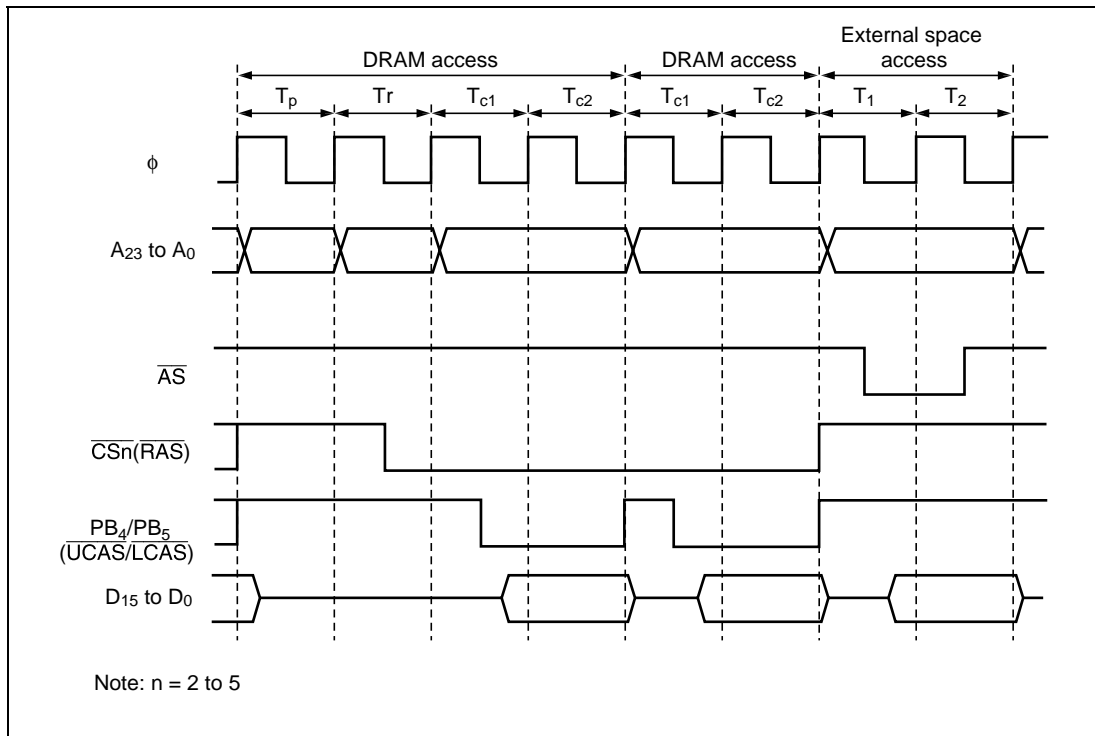 External space
access
DRAM access
DRAM access
Tp
Tr
Tc1
Tc2
Tc1
Tc2
T1
T2
φ
A23 to A0
AS
CSn(RAS)
PB4/PB5
(UCAS/LCAS)
D15 to D0
Note: n = 2 to 5